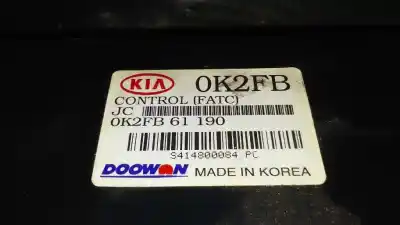 KIA 0K2FB
CONTROL (FATC)
JC
0K2FB 61 190
S414800084 PC
DOOWON MADE IN KOREA